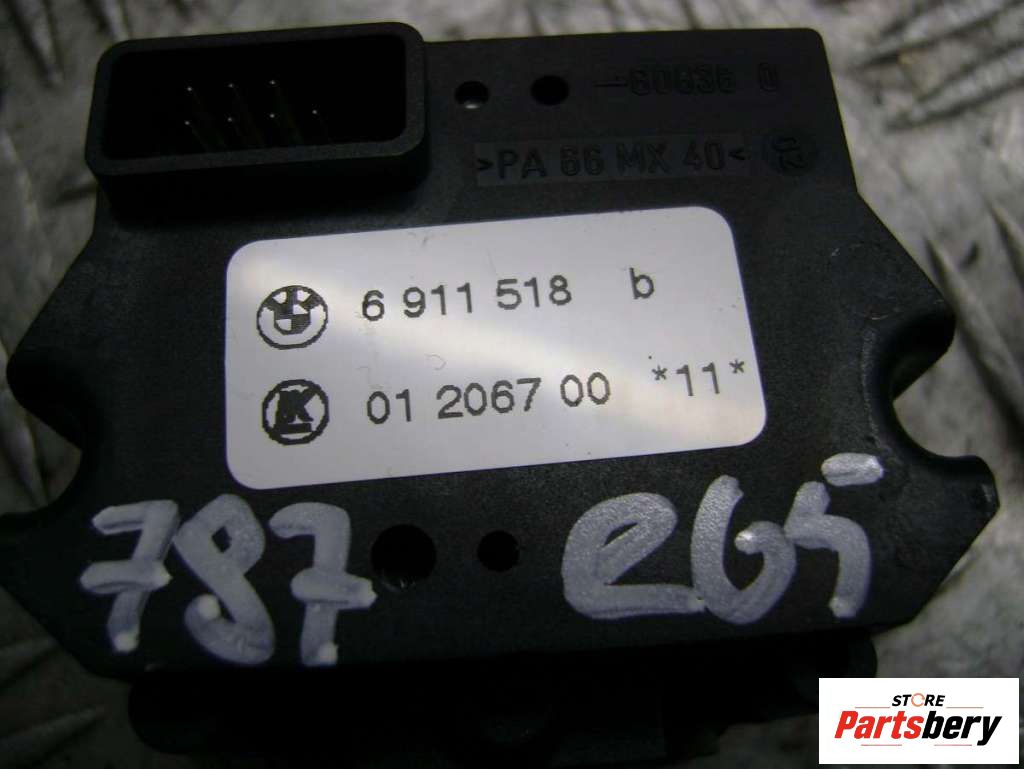 >PA 66 MX 40<
6 911 518 b
01 2067 00 *11*
787 e65
STORE
Partsbery